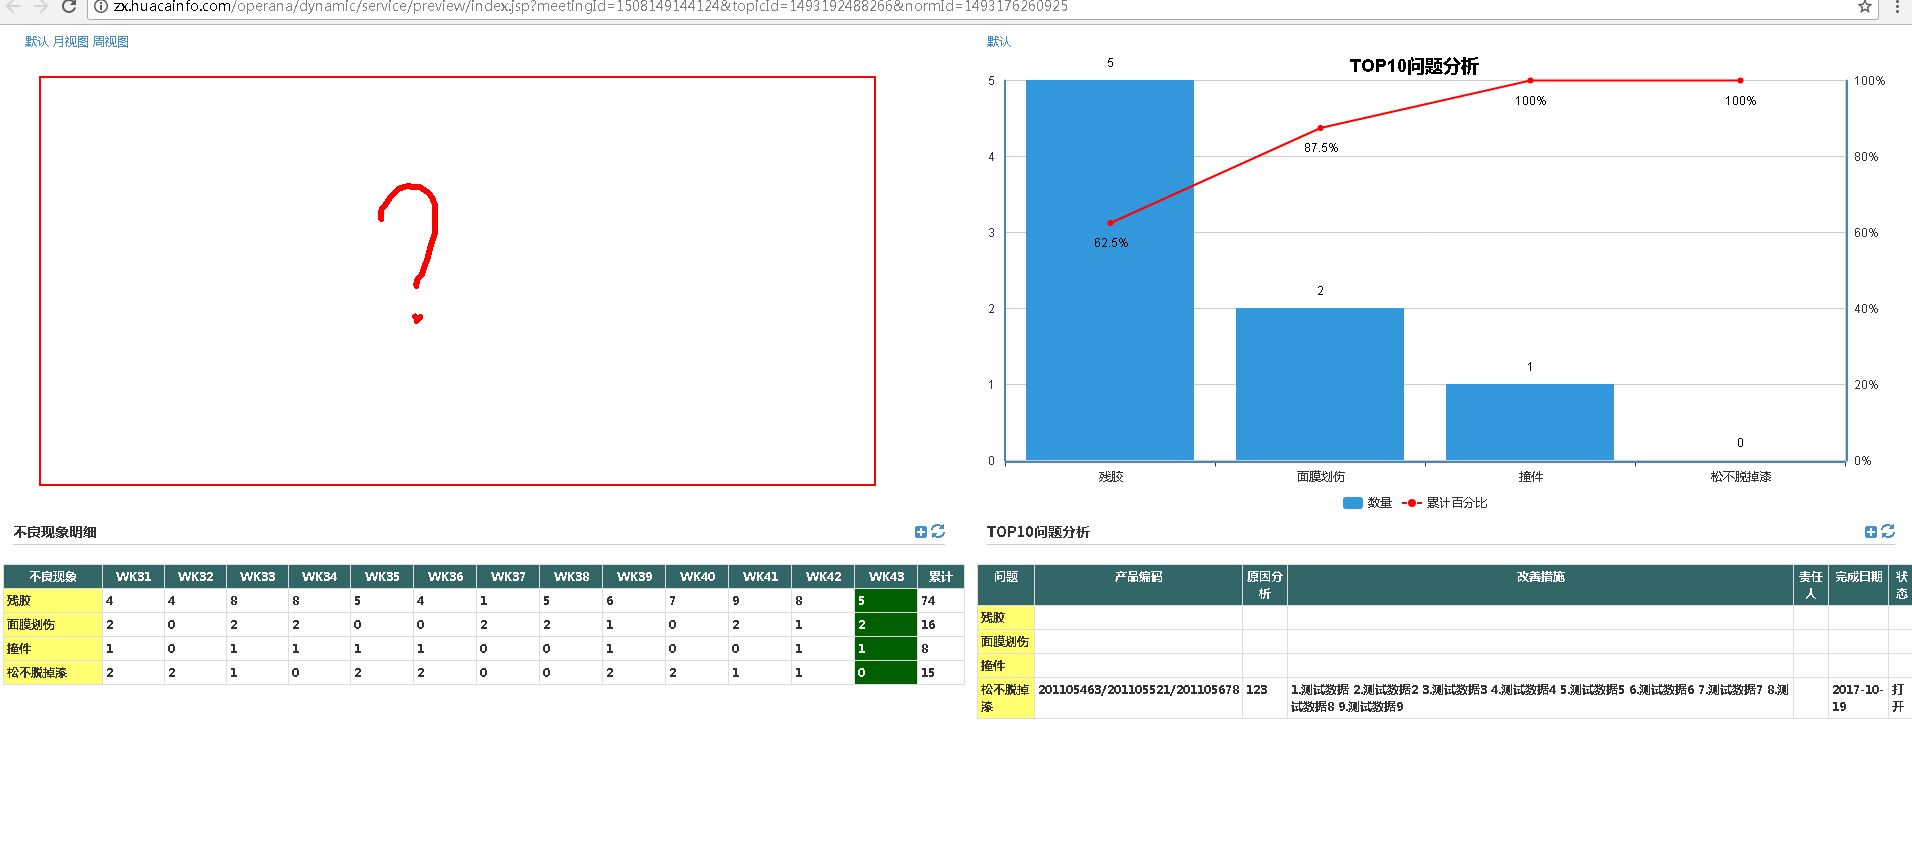 zx.huacainfo.com/operana/dynamic/service/preview/index.jsp?meetingId=1508149144124&topicId=1493192488266&normId=1493176260925
默认 月视图 周视图
?
默认
TOP10问题分析
5
5 100%
100% 100%
87.5%
4 80%
3 60%
62.5%
2
2 40%
1
1 20%
0
0 0%
残胶 面膜划伤 撞件 松不脱掉漆
数量 累计百分比
不良现象明细
不良现象 WK31 WK32 WK33 WK34 WK35 WK36 WK37 WK38 WK39 WK40 WK41 WK42 WK43 累计
残胶 4 4 8 8 5 4 1 5 6 7 9 8 5 74
面膜划伤 2 0 2 2 0 0 2 2 1 0 2 1 2 16
撞件 1 0 1 1 1 1 0 0 1 0 0 1 1 8
松不脱掉漆 2 2 1 0 2 2 0 0 2 2 1 1 0 15
TOP10问题分析
问题 产品编码 原因分析 改善措施 责任人 完成日期 状态
残胶
面膜划伤
撞件
松不脱掉漆 201105463/201105521/201105678 123 1.测试数据 2.测试数据2 3.测试数据3 4.测试数据4 5.测试数据5 6.测试数据6 7.测试数据7 8.测试数据8 9.测试数据9 2017-10-19 打开